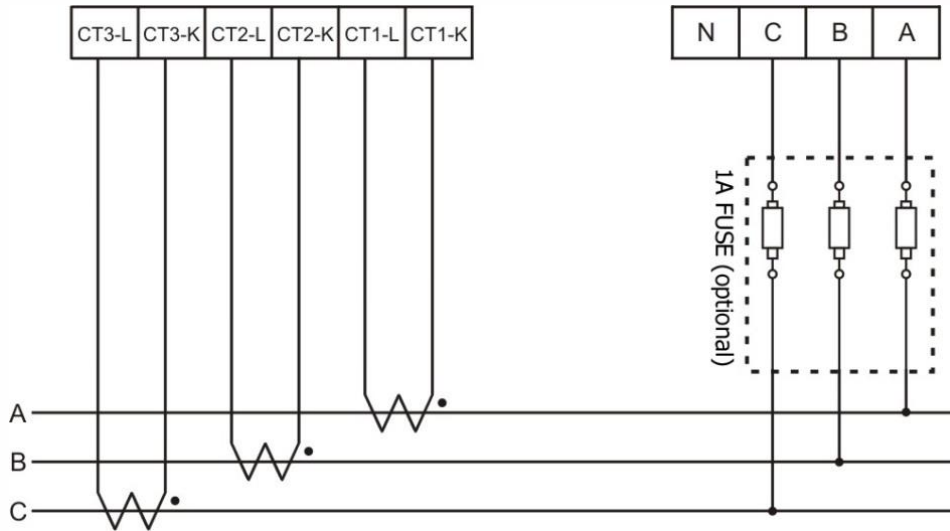 CT3-L CT3-K CT2-L CT2-K CT1-L CT1-K
N C B A
1A FUSE (optional)
A
B
C